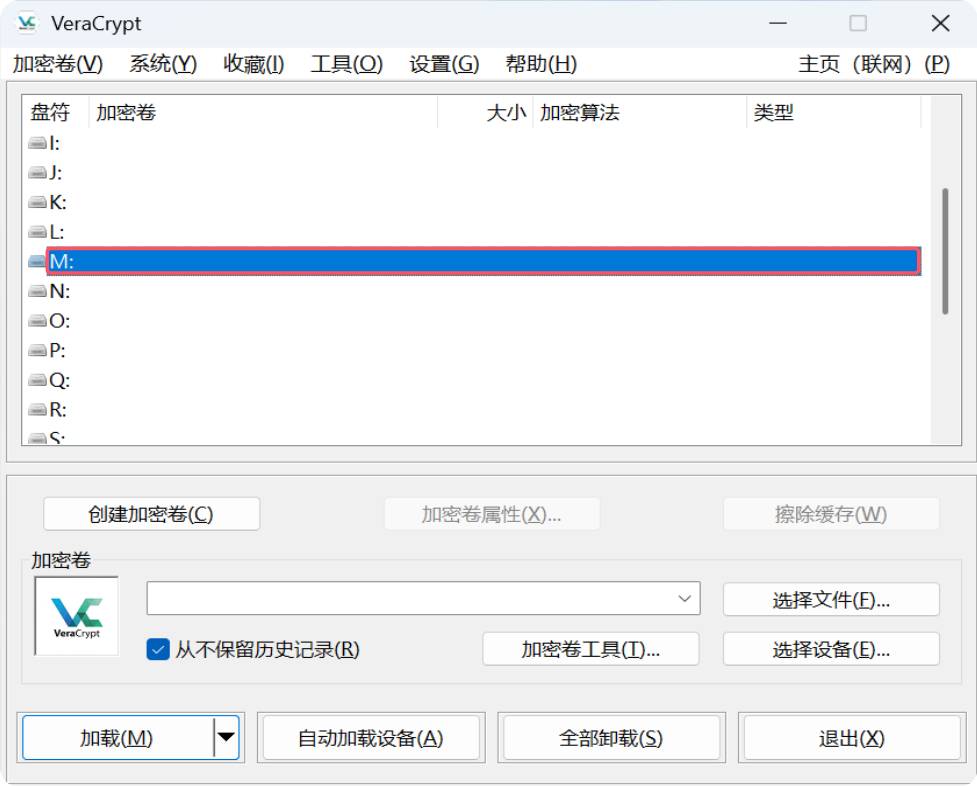 VeraCrypt
加密卷(V) 系统(Y) 收藏(I) 工具(O) 设置(G) 帮助(H) 主页（联网）(P)
盘符 加密卷 大小 加密算法 类型
I:
J:
K:
L:
M:
N:
O:
P:
Q:
R:
S:
创建加密卷(C) 加密卷属性(X)... 擦除缓存(W)
加密卷
VeraCrypt
选择文件(F)...
从不保留历史记录(R) 加密卷工具(T)... 选择设备(E)...
加载(M) 自动加载设备(A) 全部卸载(S) 退出(X)